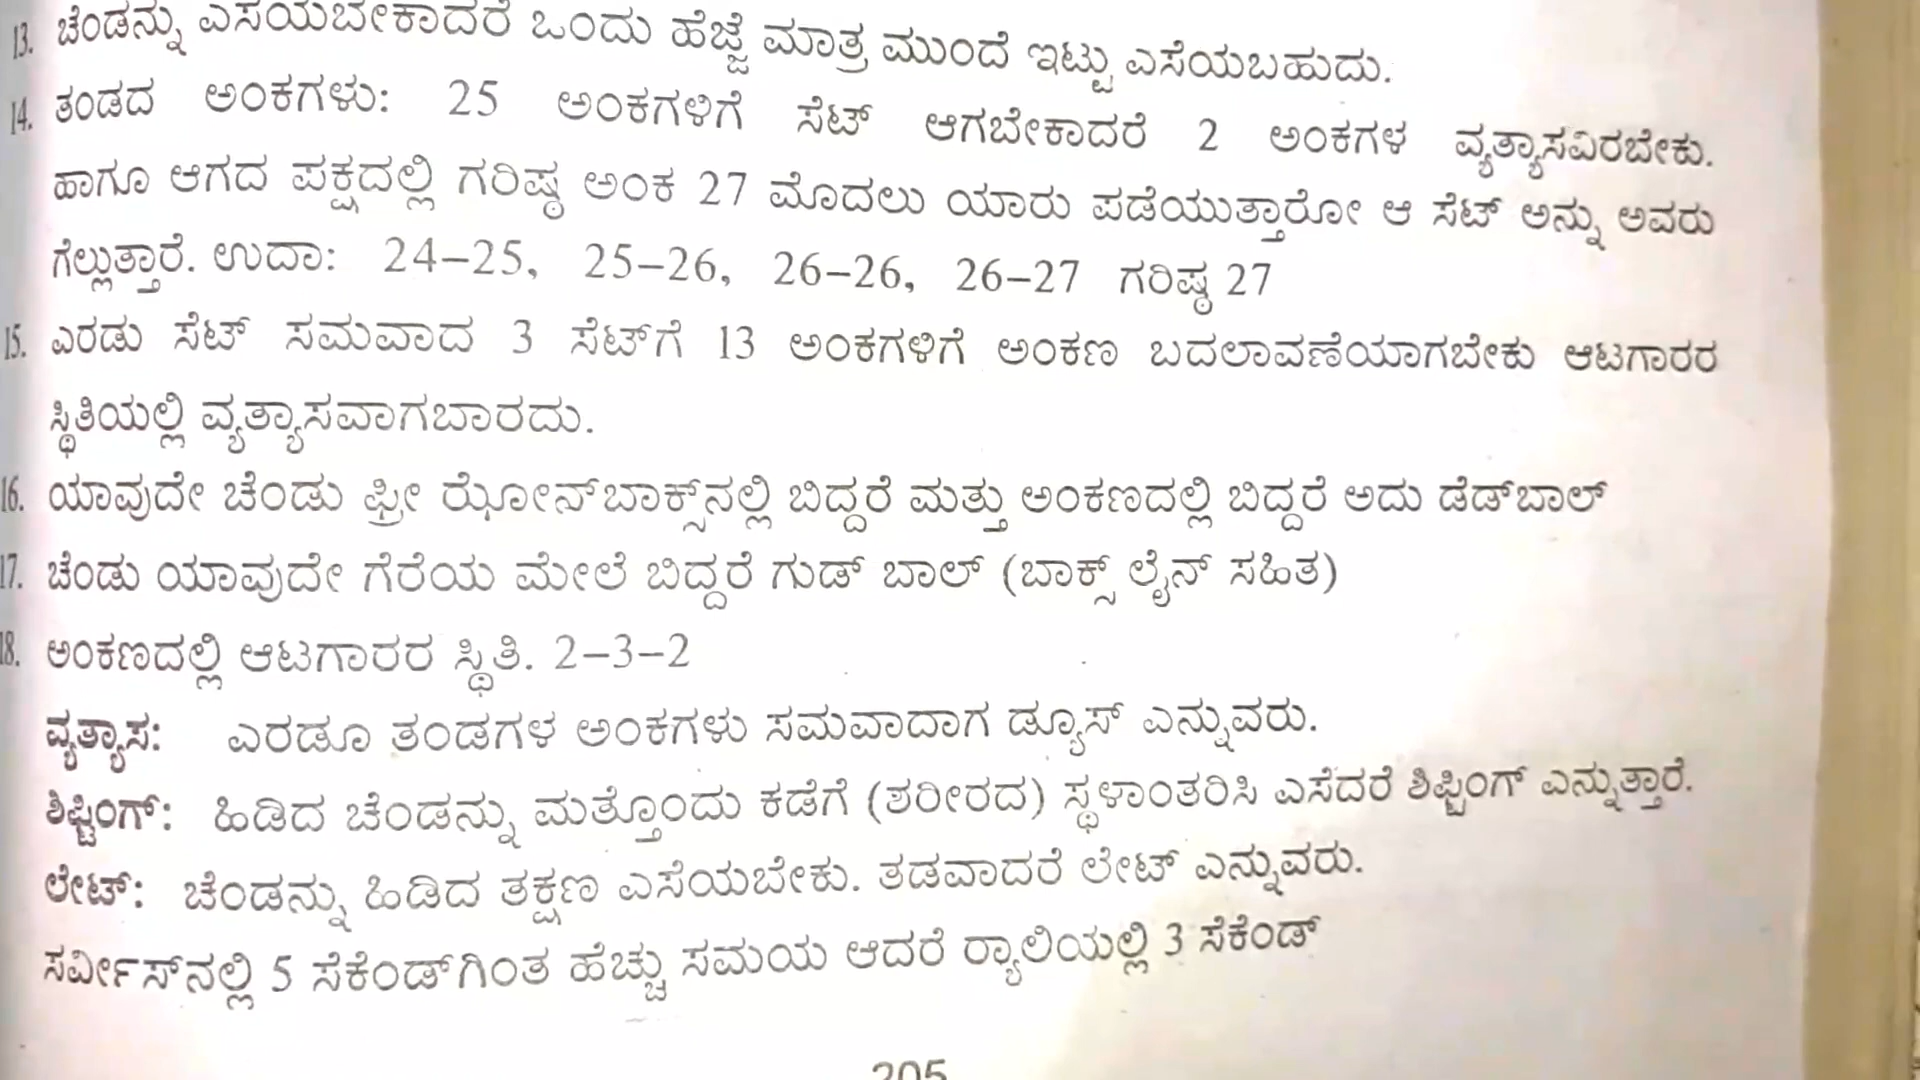 13. ಚೆಂಡನ್ನು ಎಸೆಯಬೇಕಾದರೆ ಒಂದು ಹೆಜ್ಜೆ ಮಾತ್ರ ಮುಂದೆ ಇಟ್ಟು ಎಸೆಯಬಹುದು.
14. ತಂಡದ ಅಂಕಗಳು: 25 ಅಂಕಗಳಿಗೆ ಸೆಟ್ ಆಗಬೇಕಾದರೆ 2 ಅಂಕಗಳ ವ್ಯತ್ಯಾಸವಿರಬೇಕು.
ಹಾಗೂ ಆಗದ ಪಕ್ಷದಲ್ಲಿ ಗರಿಷ್ಠ ಅಂಕ 27 ಮೊದಲು ಯಾರು ಪಡೆಯುತ್ತಾರೋ ಆ ಸೆಟ್ ಅನ್ನು ಅವರು
ಗೆಲ್ಲುತ್ತಾರೆ. ಉದಾ: 24–25, 25–26, 26–26, 26–27 ಗರಿಷ್ಠ 27
15. ಎರಡು ಸೆಟ್ ಸಮವಾದ 3 ಸೆಟ್‌ಗೆ 13 ಅಂಕಗಳಿಗೆ ಅಂಕಣ ಬದಲಾವಣೆಯಾಗಬೇಕು ಆಟಗಾರರ
ಸ್ಥಿತಿಯಲ್ಲಿ ವ್ಯತ್ಯಾಸವಾಗಬಾರದು.
16. ಯಾವುದೇ ಚೆಂಡು ಫ್ರೀ ಝೋನ್‌ಬಾಕ್ಸ್‌ನಲ್ಲಿ ಬಿದ್ದರೆ ಮತ್ತು ಅಂಕಣದಲ್ಲಿ ಬಿದ್ದರೆ ಅದು ಡೆಡ್‌ಬಾಲ್
17. ಚೆಂಡು ಯಾವುದೇ ಗೆರೆಯ ಮೇಲೆ ಬಿದ್ದರೆ ಗುಡ್ ಬಾಲ್ (ಬಾಕ್ಸ್ ಲೈನ್ ಸಹಿತ)
18. ಅಂಕಣದಲ್ಲಿ ಆಟಗಾರರ ಸ್ಥಿತಿ. 2–3–2
ವ್ಯತ್ಯಾಸ: ಎರಡೂ ತಂಡಗಳ ಅಂಕಗಳು ಸಮವಾದಾಗ ಡ್ಯೂಸ್ ಎನ್ನುವರು.
ಶಿಫ್ಟಿಂಗ್: ಹಿಡಿದ ಚೆಂಡನ್ನು ಮತ್ತೊಂದು ಕಡೆಗೆ (ಶರೀರದ) ಸ್ಥಳಾಂತರಿಸಿ ಎಸೆದರೆ ಶಿಫ್ಟಿಂಗ್ ಎನ್ನುತ್ತಾರೆ.
ಲೇಟ್: ಚೆಂಡನ್ನು ಹಿಡಿದ ತಕ್ಷಣ ಎಸೆಯಬೇಕು. ತಡವಾದರೆ ಲೇಟ್ ಎನ್ನುವರು.
ಸರ್ವೀಸ್‌ನಲ್ಲಿ 5 ಸೆಕೆಂಡ್‌ಗಿಂತ ಹೆಚ್ಚು ಸಮಯ ಆದರೆ ರ‍್ಯಾಲಿಯಲ್ಲಿ 3 ಸೆಕೆಂಡ್
205